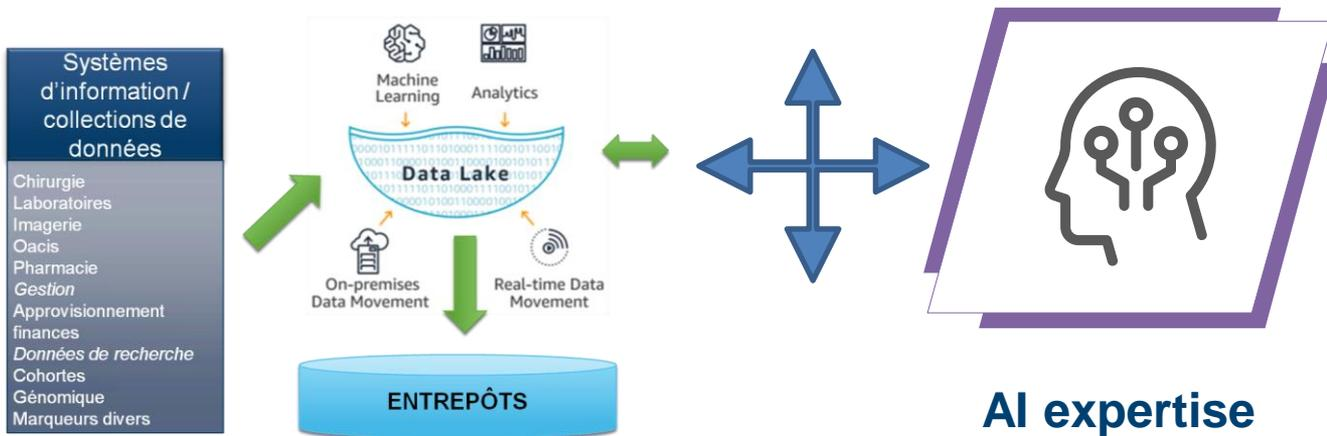 Systèmes
d'information /
collections de
données
Chirurgie
Laboratoires
Imagerie
Oacis
Pharmacie
Gestion
Approvisionnement
finances
Données de recherche
Cohortes
Génomique
Marqueurs divers
Machine
Learning
Analytics
Data Lake
On-premises
Data Movement
Real-time Data
Movement
ENTREPÔTS
AI expertise